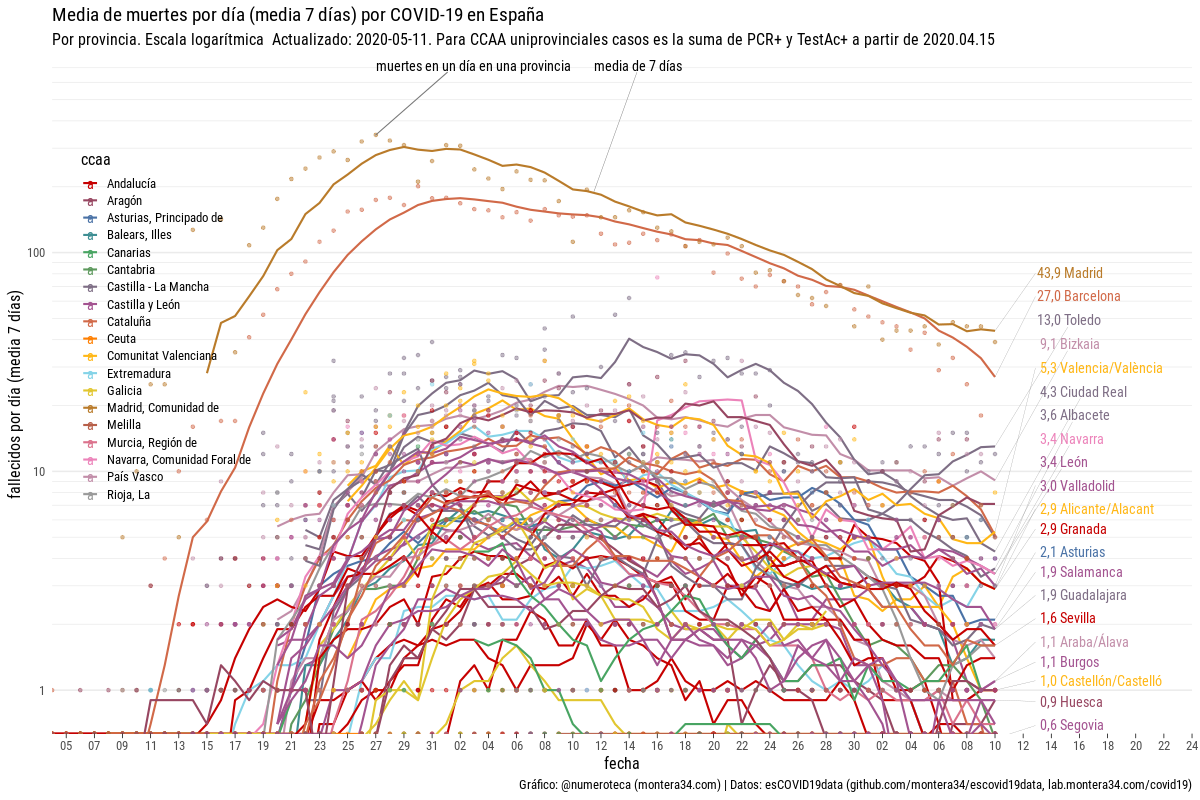 Media de muertes por día (media 7 días) por COVID-19 en España
Por provincia. Escala logarítmica  Actualizado: 2020-05-11. Para CCAA uniprovinciales casos es la suma de PCR+ y TestAc+ a partir de 2020.04.15
muertes en un día en una provincia
media de 7 días
ccaa
Andalucía
Aragón
Asturias, Principado de
Balears, Illes
Canarias
Cantabria
Castilla - La Mancha
Castilla y León
Cataluña
Ceuta
Comunitat Valenciana
Extremadura
Galicia
Madrid, Comunidad de
Melilla
Murcia, Región de
Navarra, Comunidad Foral de
País Vasco
Rioja, La
fallecidos por día (media  7 días)
100
10
1
43,9 Madrid
27,0 Barcelona
13,0 Toledo
9,1 Bizkaia
5,3 Valencia/València
4,3 Ciudad Real
3,6 Albacete
3,4 Navarra
3,4 León
3,0 Valladolid
2,9 Alicante/Alacant
2,9 Granada
2,1 Asturias
1,9 Salamanca
1,9 Guadalajara
1,6 Sevilla
1,1 Araba/Álava
1,1 Burgos
1,0 Castellón/Castelló
0,9 Huesca
0,6 Segovia
05 07 09 11 13 15 17 19 21 23 25 27 29 31 02 04 06 08 10 12 14 16 18 20 22 24 26 28 30 02 04 06 08 10 12 14 16 18 20 22 24
fecha
Gráfico: @numeroteca (montera34.com) | Datos: esCOVID19data (github.com/montera34/escovid19data, lab.montera34.com/covid19)